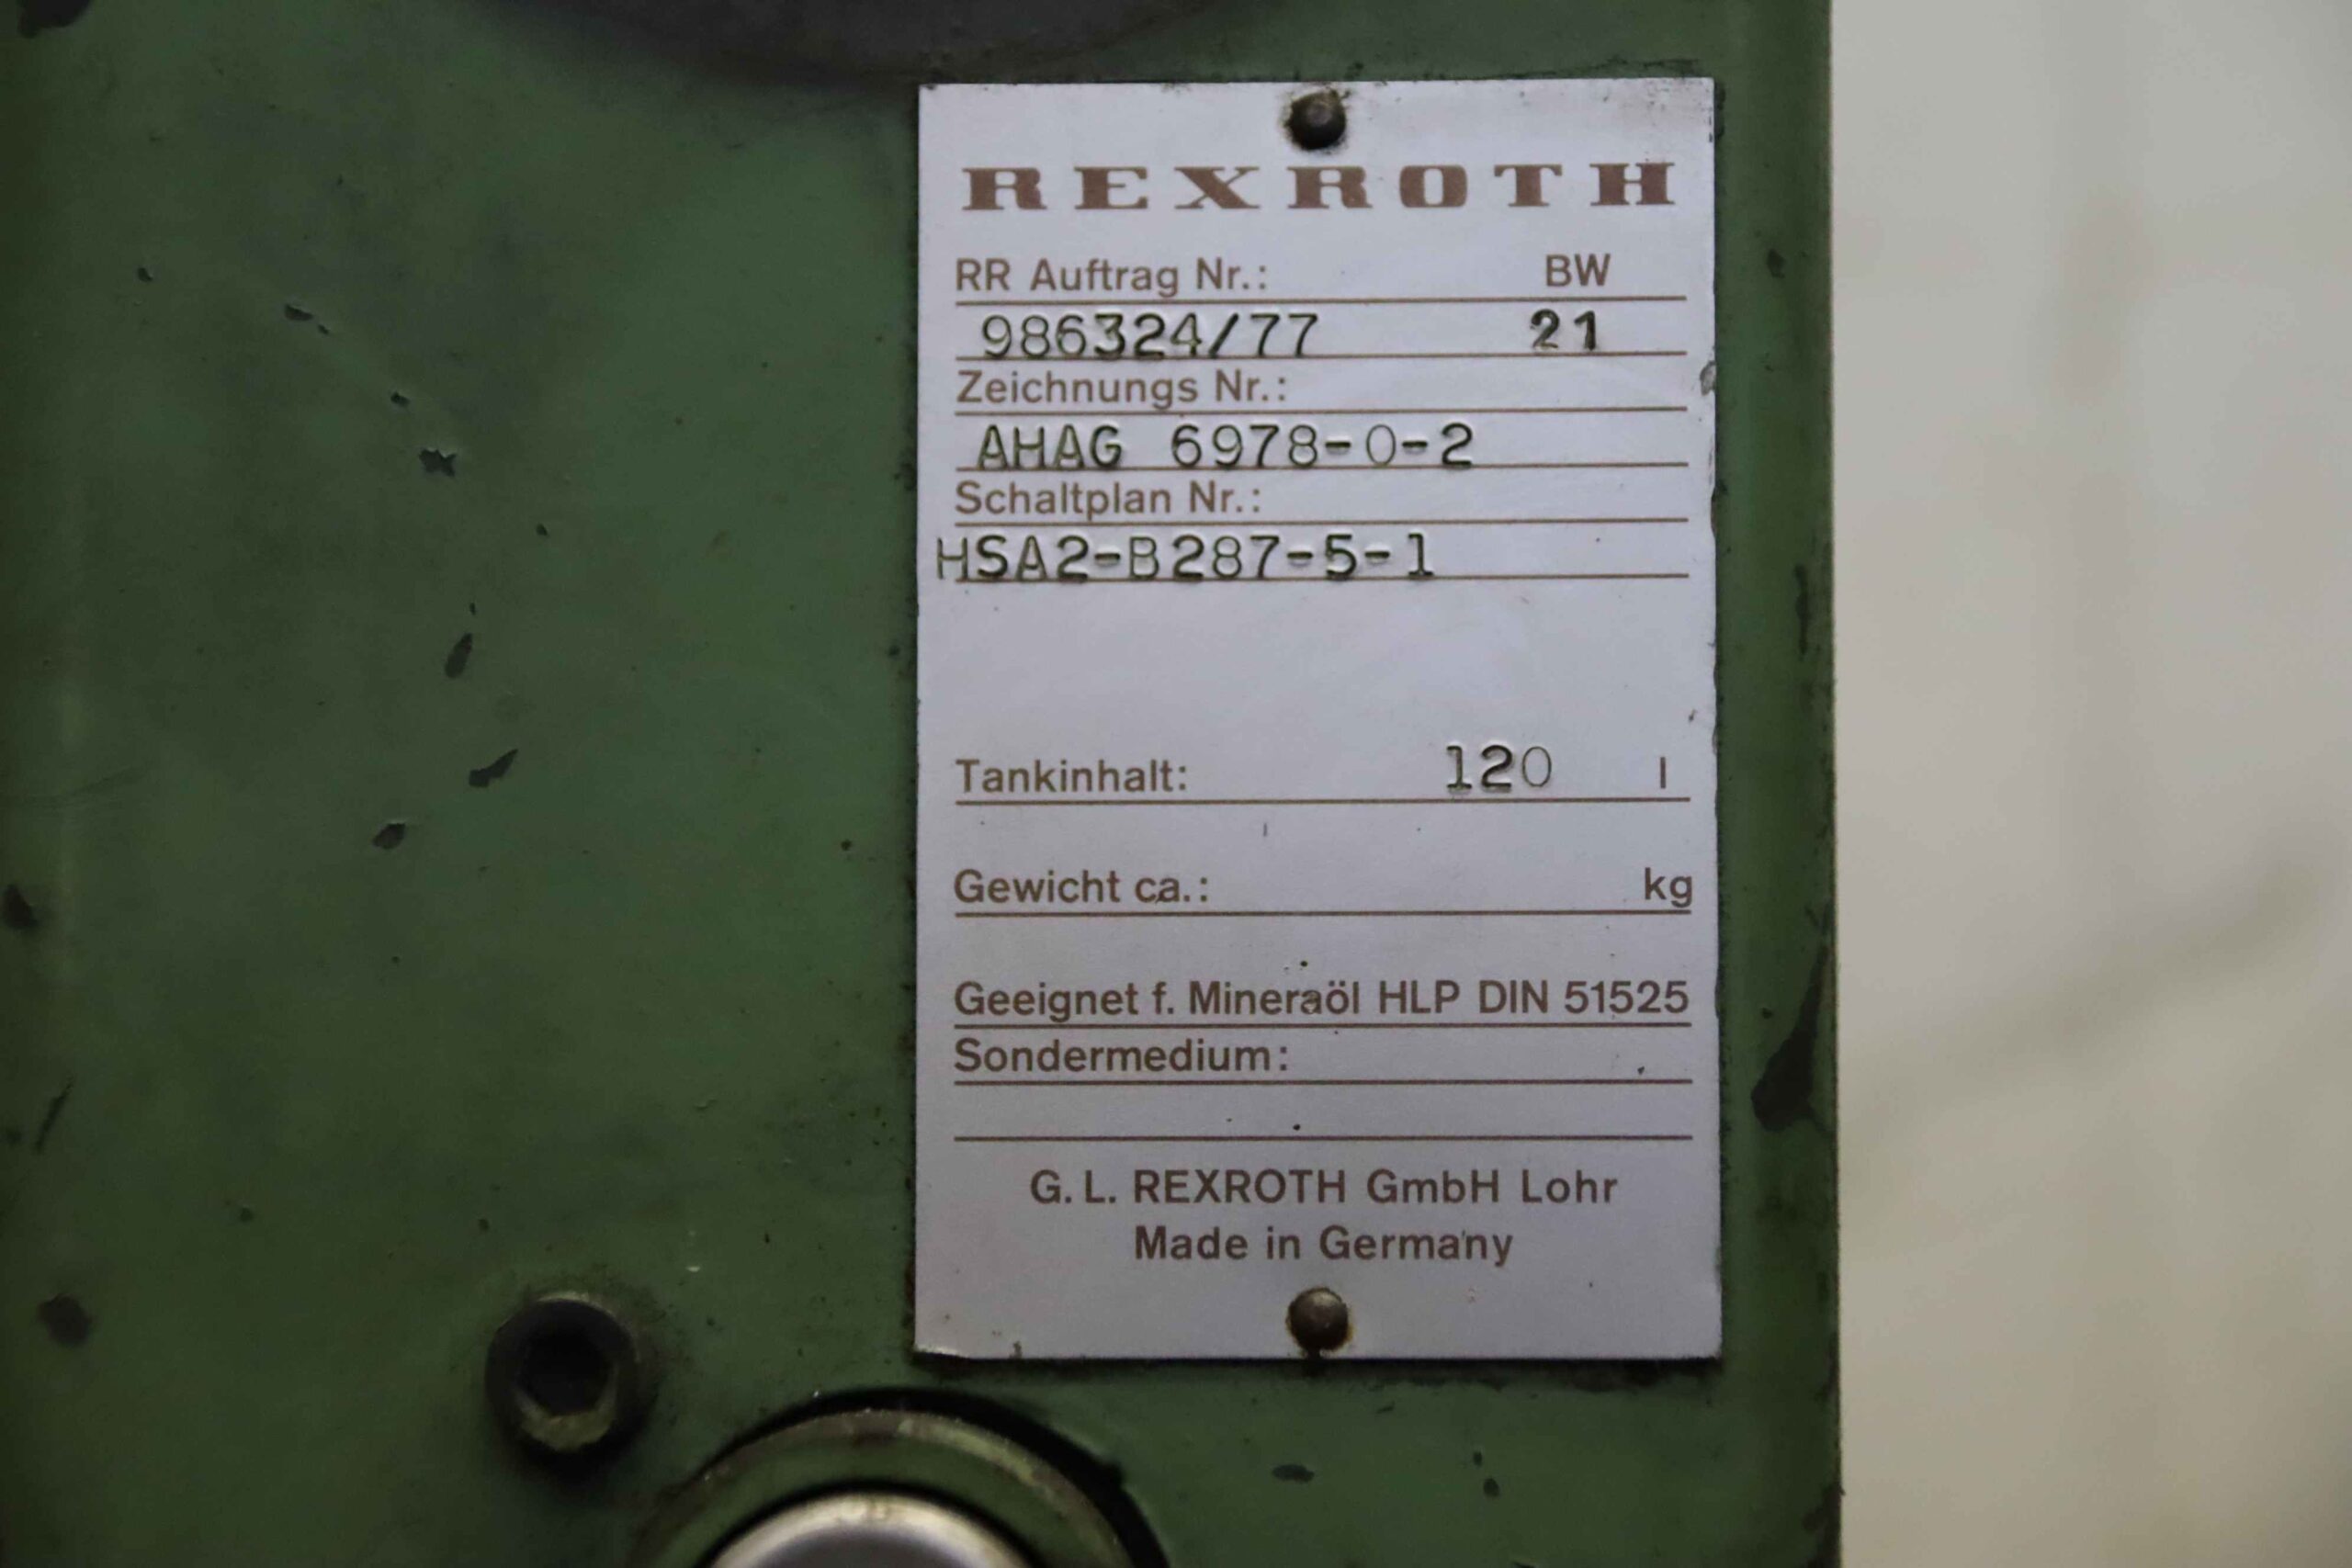 REXROTH
RR Auftrag Nr.: BW
986324/77 21
Zeichnungs Nr.:
AHAG 6978-0-2
Schaltplan Nr.:
HSA2-B287-5-1
Tankinhalt: 120 l
Gewicht ca.: kg
Geeignet f. Mineraöl HLP DIN 51525
Sondermedium:
G. L. REXROTH GmbH Lohr
Made in Germany